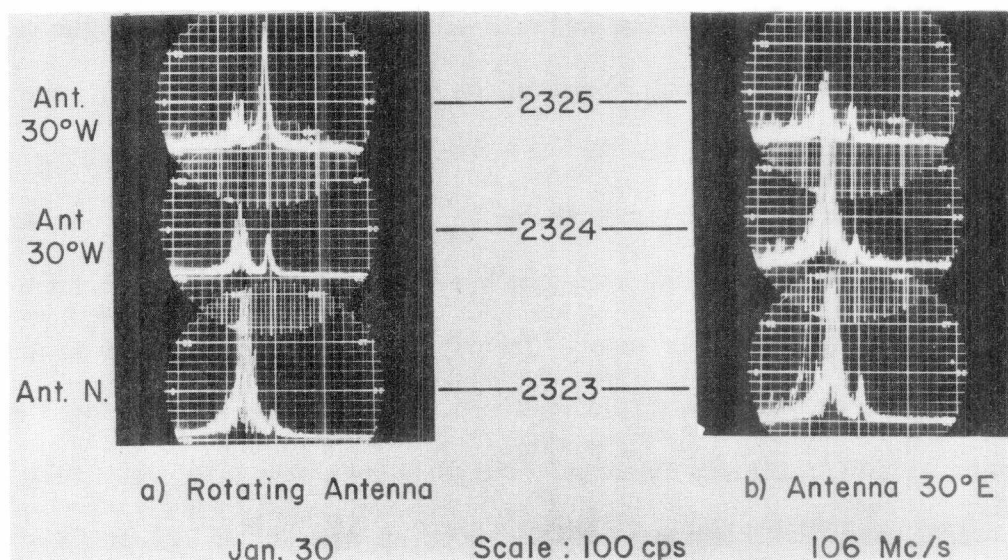 Ant.
30°W
2325
Ant
30°W
2324
Ant. N.
2323
a) Rotating Antenna
b) Antenna 30°E
Jan. 30
Scale : 100 cps
106 Mc/s